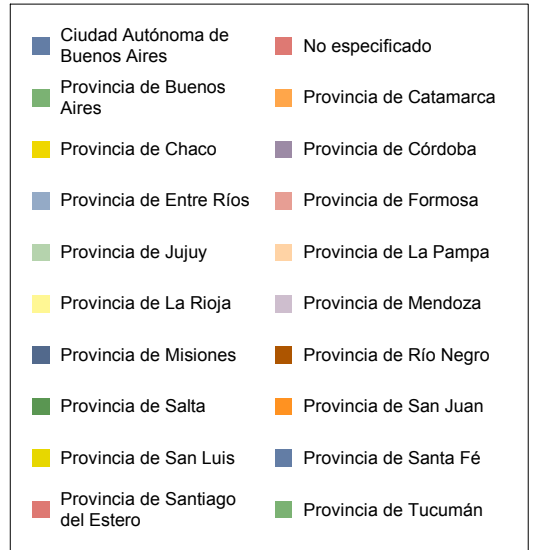 Ciudad Autónoma de
Buenos Aires
No especificado
Provincia de Buenos
Aires
Provincia de Catamarca
Provincia de Chaco
Provincia de Córdoba
Provincia de Entre Ríos
Provincia de Formosa
Provincia de Jujuy
Provincia de La Pampa
Provincia de La Rioja
Provincia de Mendoza
Provincia de Misiones
Provincia de Río Negro
Provincia de Salta
Provincia de San Juan
Provincia de San Luis
Provincia de Santa Fé
Provincia de Santiago
del Estero
Provincia de Tucumán